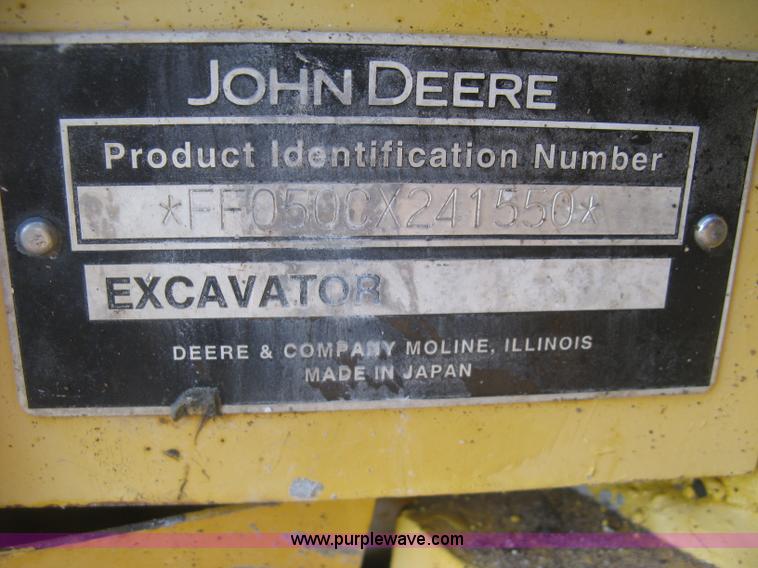 JOHN DEERE
Product Identification Number
*FF050CX241550*
EXCAVATOR
DEERE & COMPANY MOLINE, ILLINOIS
MADE IN JAPAN
www.purplewave.com